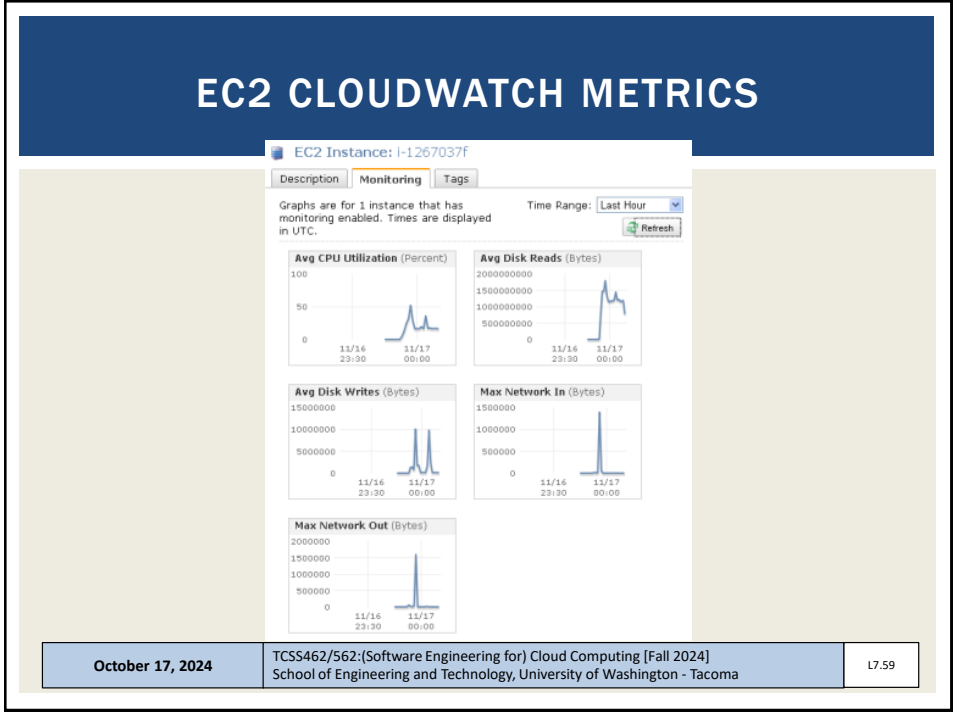 EC2 CLOUDWATCH METRICS
EC2 Instance: i-1267037f
Description Monitoring Tags
Graphs are for 1 instance that has
monitoring enabled. Times are displayed
in UTC.
Time Range: Last Hour
Refresh
Avg CPU Utilization (Percent)
100
50
0
11/16 11/17
23:30 00:00
Avg Disk Reads (Bytes)
2000000000
1500000000
1000000000
500000000
0
11/16 11/17
23:30 00:00
Avg Disk Writes (Bytes)
15000000
10000000
5000000
0
11/16 11/17
23:30 00:00
Max Network In (Bytes)
1500000
1000000
500000
0
11/16 11/17
23:30 00:00
Max Network Out (Bytes)
2000000
1500000
1000000
500000
0
11/16 11/17
23:30 00:00
October 17, 2024
TCSS462/562:(Software Engineering for) Cloud Computing [Fall 2024]
School of Engineering and Technology, University of Washington - Tacoma
L7.59